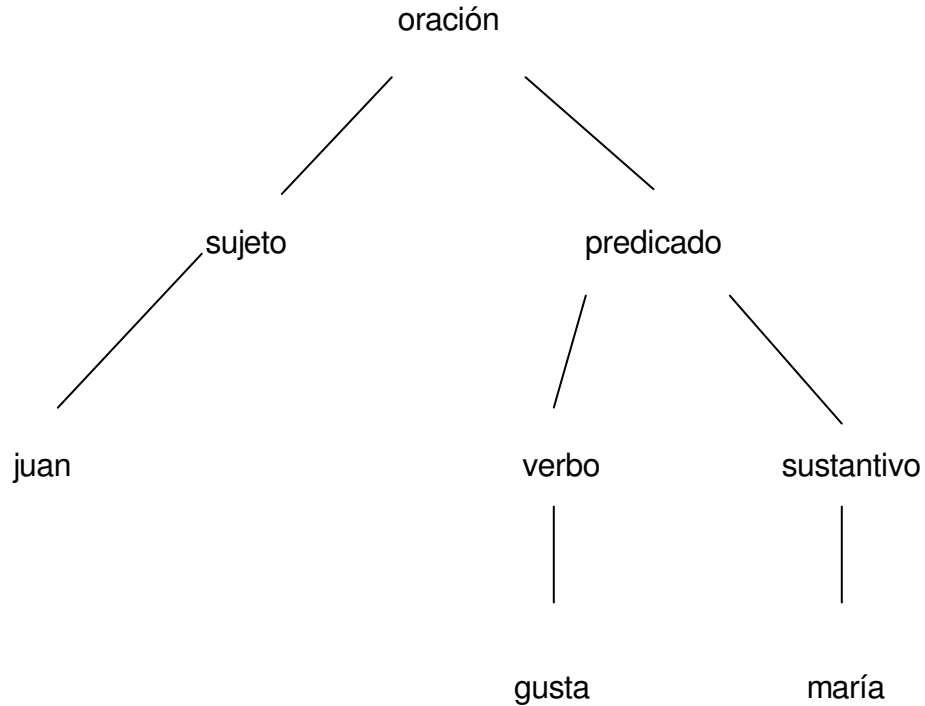 oración
sujeto predicado
juan verbo sustantivo
gusta maría